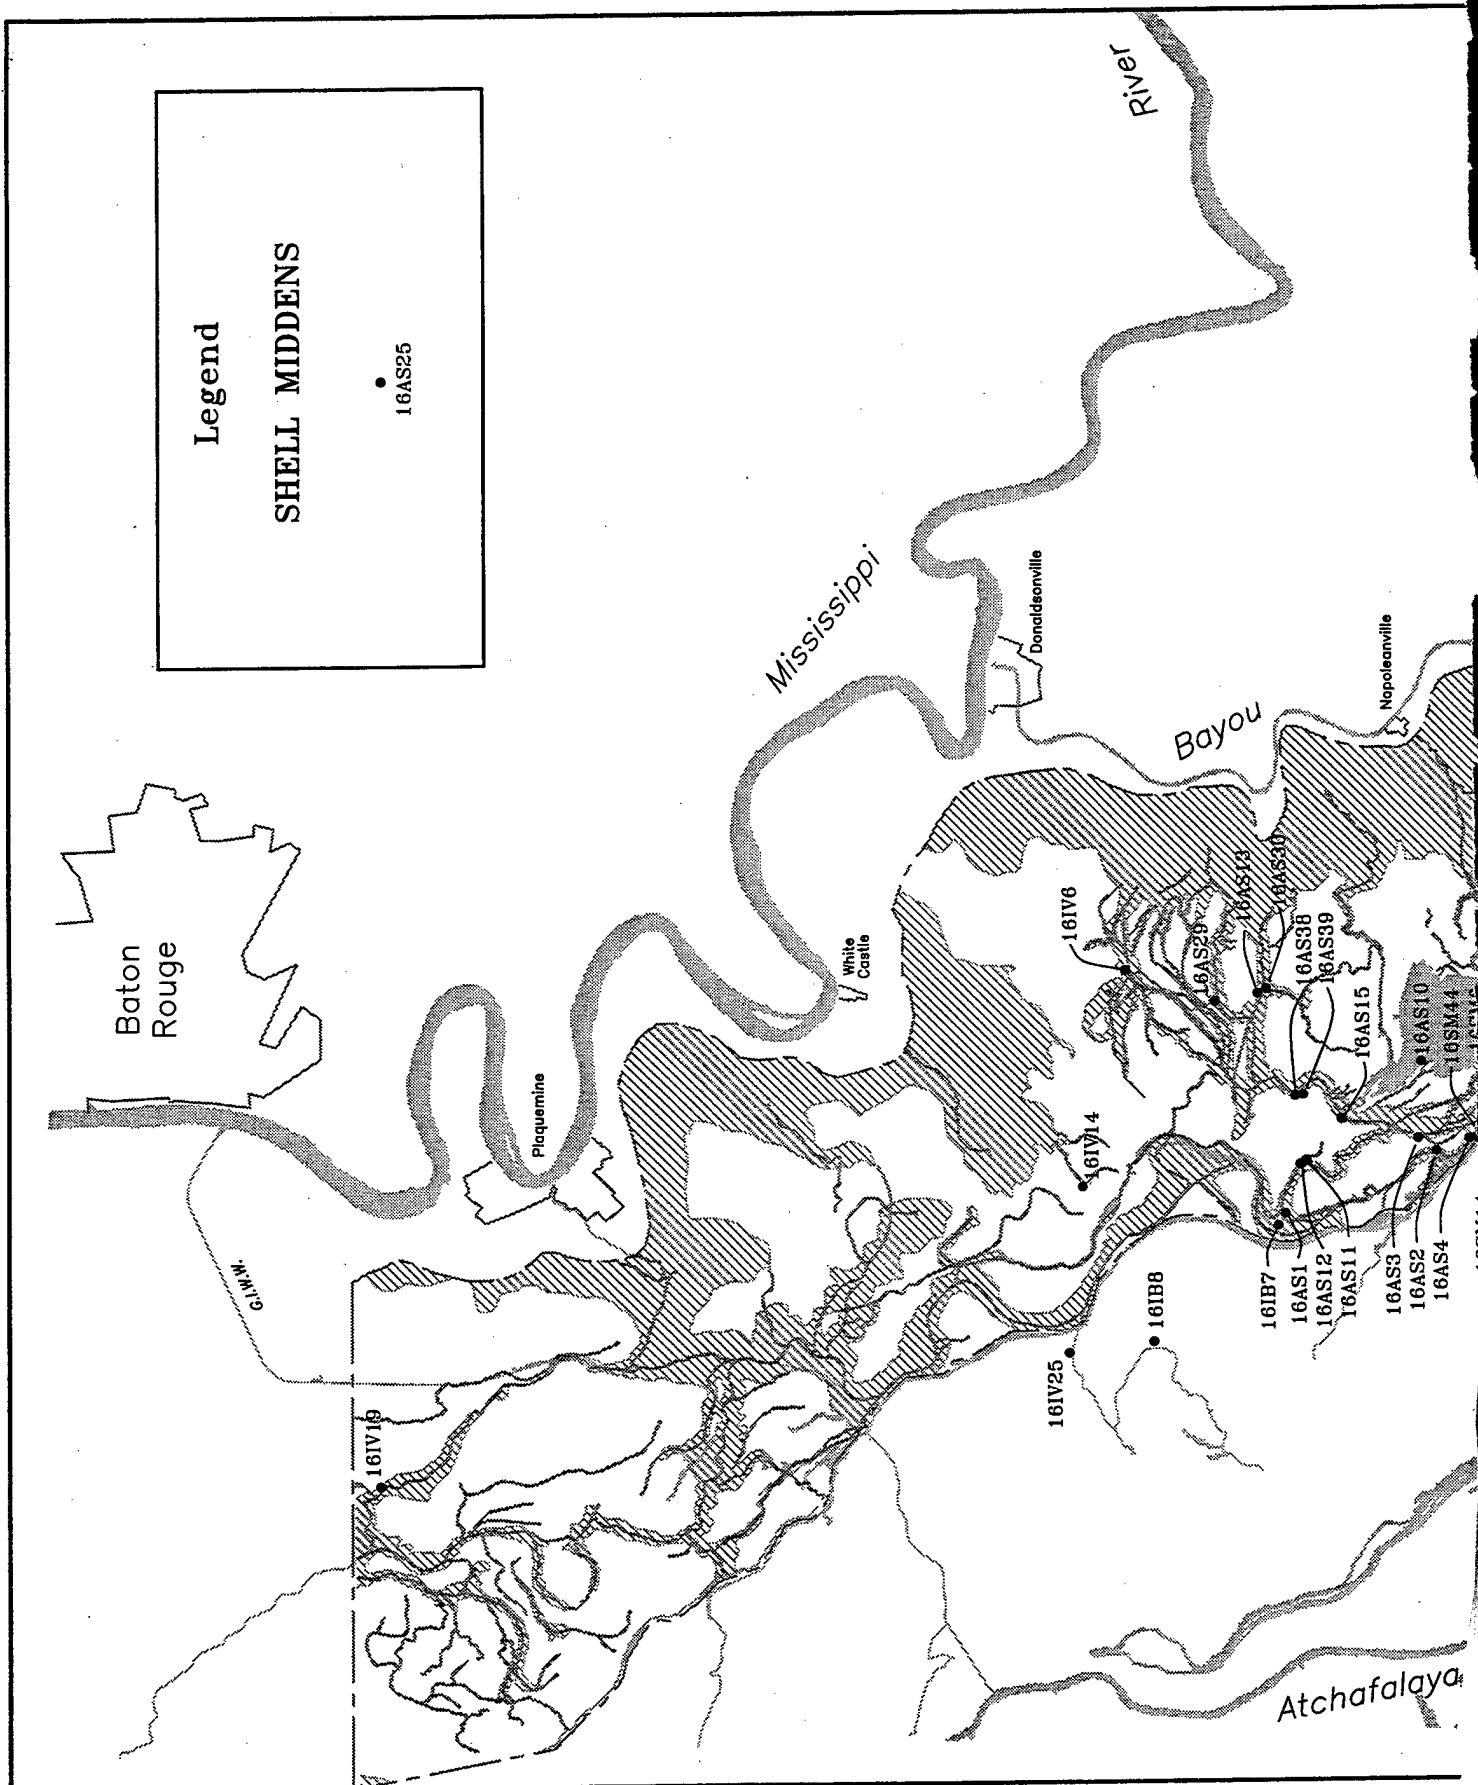 Legend
SHELL MIDDENS
16AS25
River
Mississippi
Donaldsonville
Napoleanville
Bayou
Baton
Rouge
White
Castle
Plaquemine
G.I.W.W.
16IV6
16AS29
16AS13
16AS30
16AS38
16AS39
16AS15
16AS10
16SM44
16IV14
16IV19
16IV25
16IB8
16IB7
16AS1
16AS12
16AS11
16AS3
16AS2
16AS4
Atchafalaya